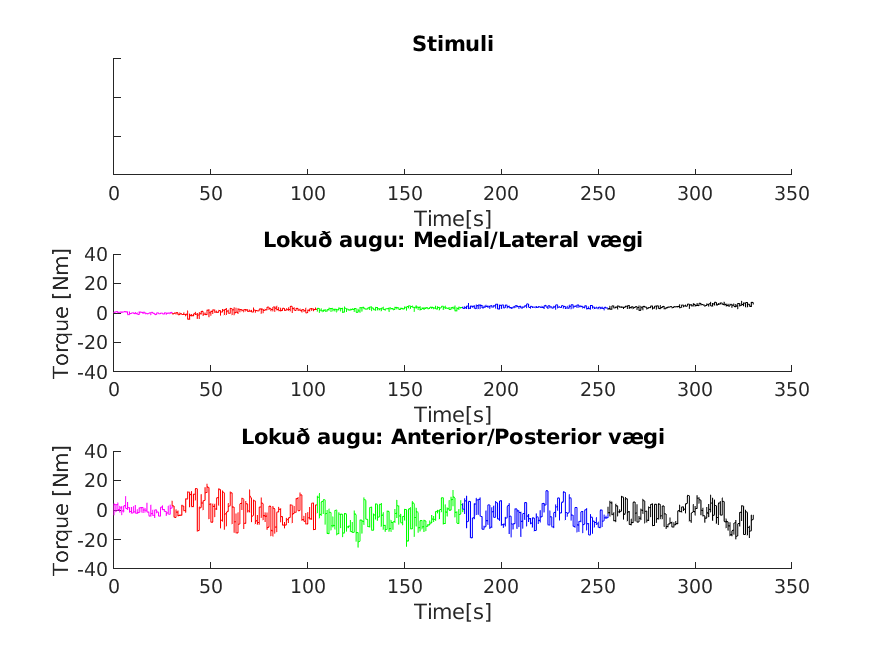 Stimuli
0 50 100 150 200 250 300 350
Time[s]
Lokuð augu: Medial/Lateral vægi
Torque [Nm]
40
20
0
-20
-40
0 50 100 150 200 250 300 350
Time[s]
Lokuð augu: Anterior/Posterior vægi
Torque [Nm]
40
20
0
-20
-40
0 50 100 150 200 250 300 350
Time[s]